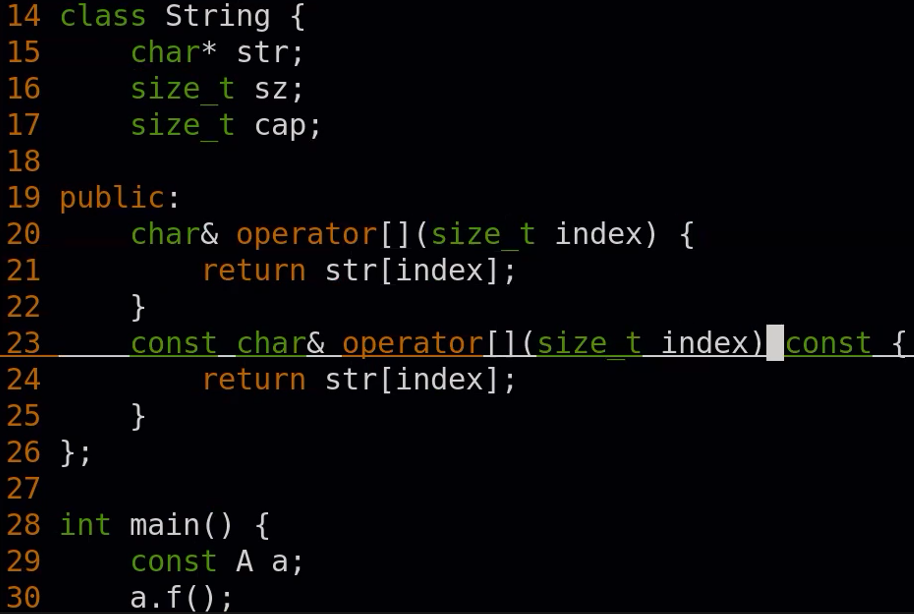 14 class String {
15     char* str;
16     size_t sz;
17     size_t cap;
18
19 public:
20     char& operator[](size_t index) {
21         return str[index];
22     }
23     const char& operator[](size_t index) const {
24         return str[index];
25     }
26 };
27
28 int main() {
29     const A a;
30     a.f();